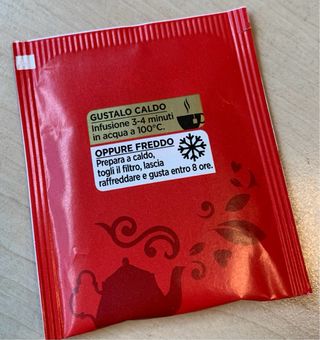 GUSTALO CALDO
Infusione 3-4 minuti
in acqua a 100°C.
OPPURE FREDDO
Prepara a caldo,
togli il filtro, lascia
raffreddare e gusta entro 8 ore.